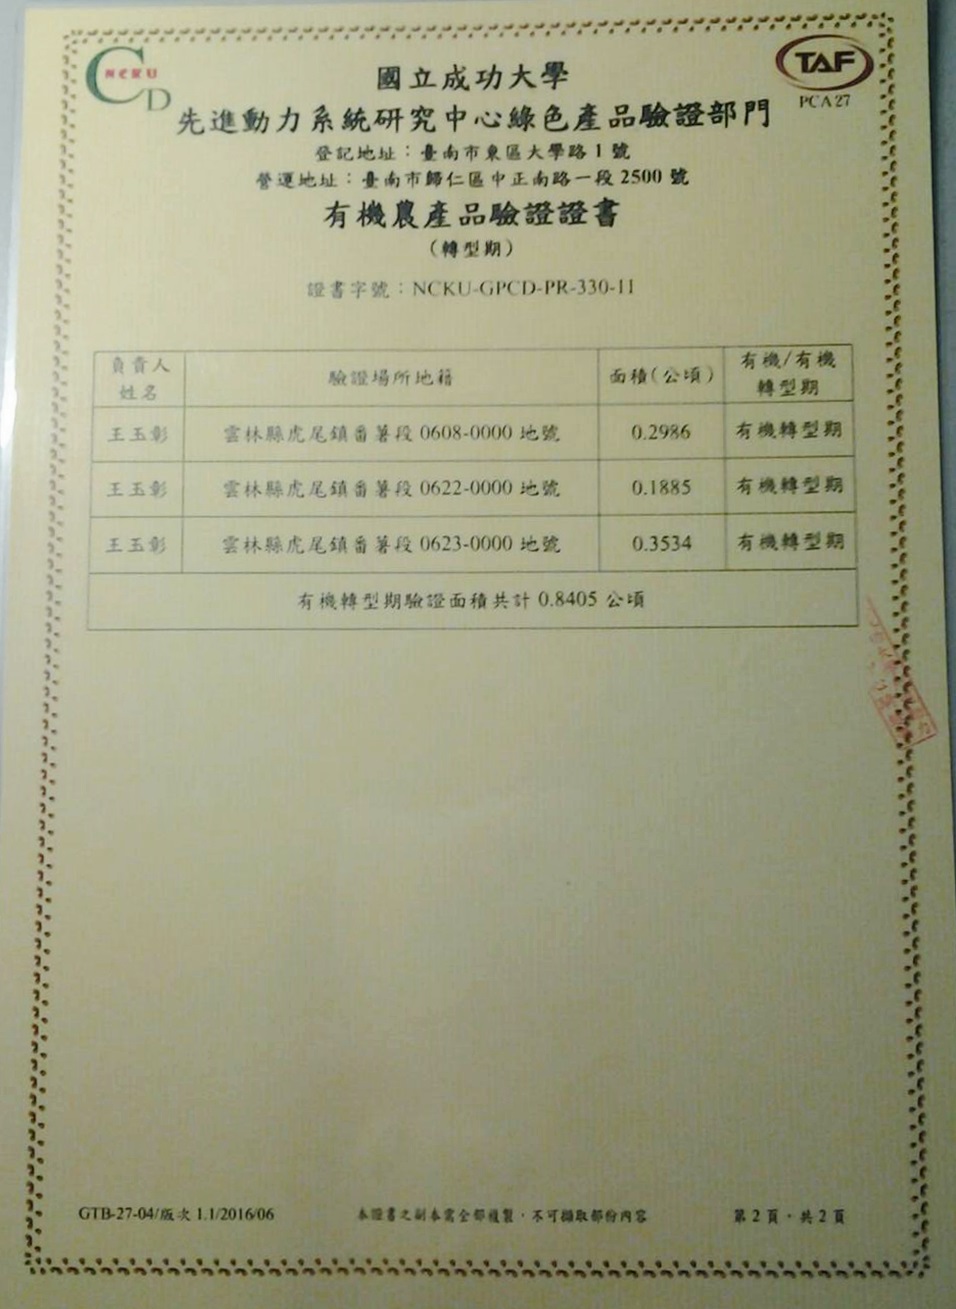 NCKU
CD
TAF
PCA27
國立成功大學
先進動力系統研究中心綠色產品驗證部門
登記地址：臺南市東區大學路1號
營運地址：臺南市歸仁區中正南路一段2500號
有機農產品驗證證書
(轉型期)
證書字號：NCKU-GPCD-PR-330-11
負責人姓名 驗證場所地籍 面積(公頃) 有機/有機轉型期
王玉彰 雲林縣虎尾鎮番薯段0608-0000地號 0.2986 有機轉型期
王玉彰 雲林縣虎尾鎮番薯段0622-0000地號 0.1885 有機轉型期
王玉彰 雲林縣虎尾鎮番薯段0623-0000地號 0.3534 有機轉型期
有機轉型期驗證面積共計 0.8405 公頃
GTB-27-04/版次 1.1/2016/06 本證書之副本需全部複製，不可擷取部份內容 第2頁，共2頁